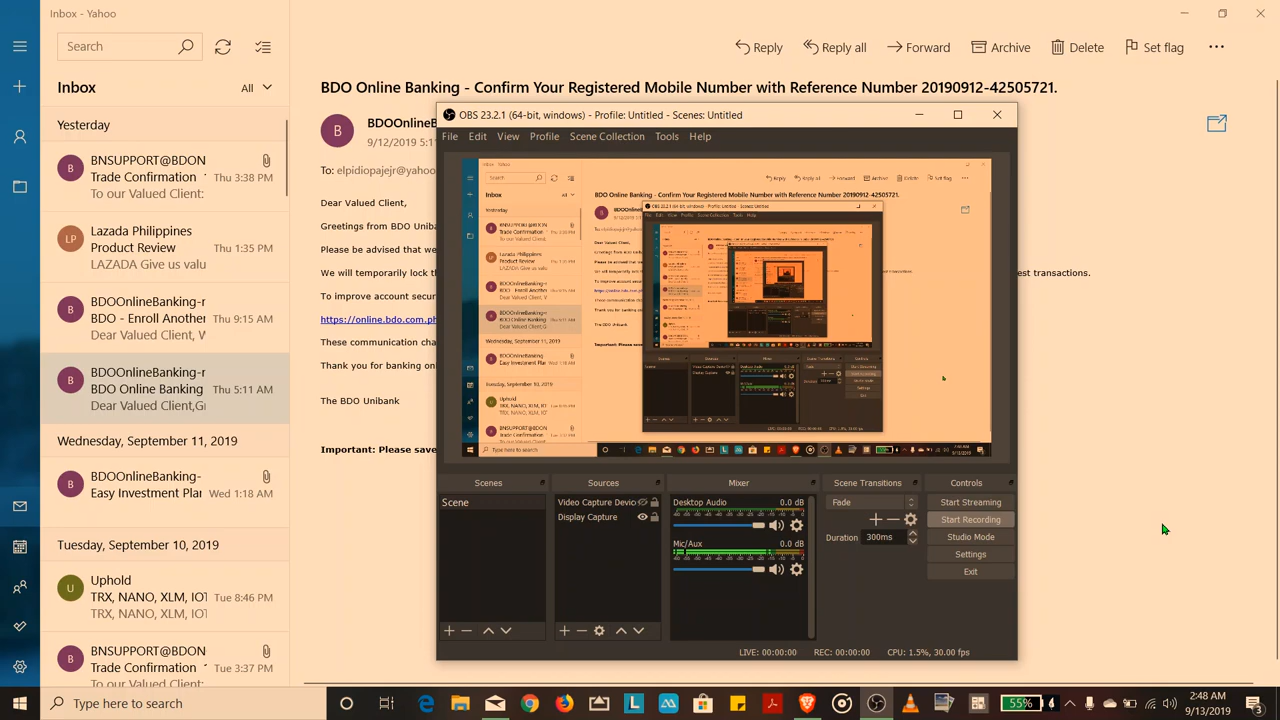 Inbox - Yahoo
Search
Reply
Reply all
Forward
Archive
Delete
Set flag
Inbox
All
BDO Online Banking - Confirm Your Registered Mobile Number with Reference Number 20190912-42505721.
Yesterday
BNSUPPORT@BDON
Trade Confirmation
Thu 3:38 PM
Your Valued Client:
Lazada Philippines
Product Review
Thu 1:35 PM
LAZADA Give us valu
BDOOnlineBanking-r
BDO - Enroll Another
Thu 9:15 AM
Dear Valued Client, W
BDOOnlineBanking-r
Thu 5:11 AM
Dear Valued Client,Gr
Wednesday, September 11, 2019
BDOOnlineBanking-
Easy Investment Plan
Wed 1:18 AM
Tuesday, September 10, 2019
Uphold
TRX, NANO, XLM, IOT
Tue 8:46 PM
TRX, NANO, XLM, IOT
BNSUPPORT@BDON
Trade Confirmation
Tue 3:37 PM
To our Valued Client:
B
BDOOnlineB
9/12/2019 5:11
To: elpidiopajejr@yahoo
Dear Valued Client,
Greetings from BDO Uniba
Please be advised that we
We will temporarily lock th
est transactions.
To improve account secur
https://online.bdo.com.ph
These communication cha
Thank you for banking on
The BDO Unibank
Important: Please save
OBS 23.2.1 (64-bit, windows) - Profile: Untitled - Scenes: Untitled
File Edit View Profile Scene Collection Tools Help
Scenes
Sources
Mixer
Scene Transitions
Controls
Scene
Video Capture Devic
Display Capture
Desktop Audio
0.0 dB
Mic/Aux
0.0 dB
Fade
Duration 300ms
Start Streaming
Start Recording
Studio Mode
Settings
Exit
LIVE: 00:00:00
REC: 00:00:00
CPU: 1.5%, 30.00 fps
Type here to search
55%
2:48 AM
9/13/2019
3